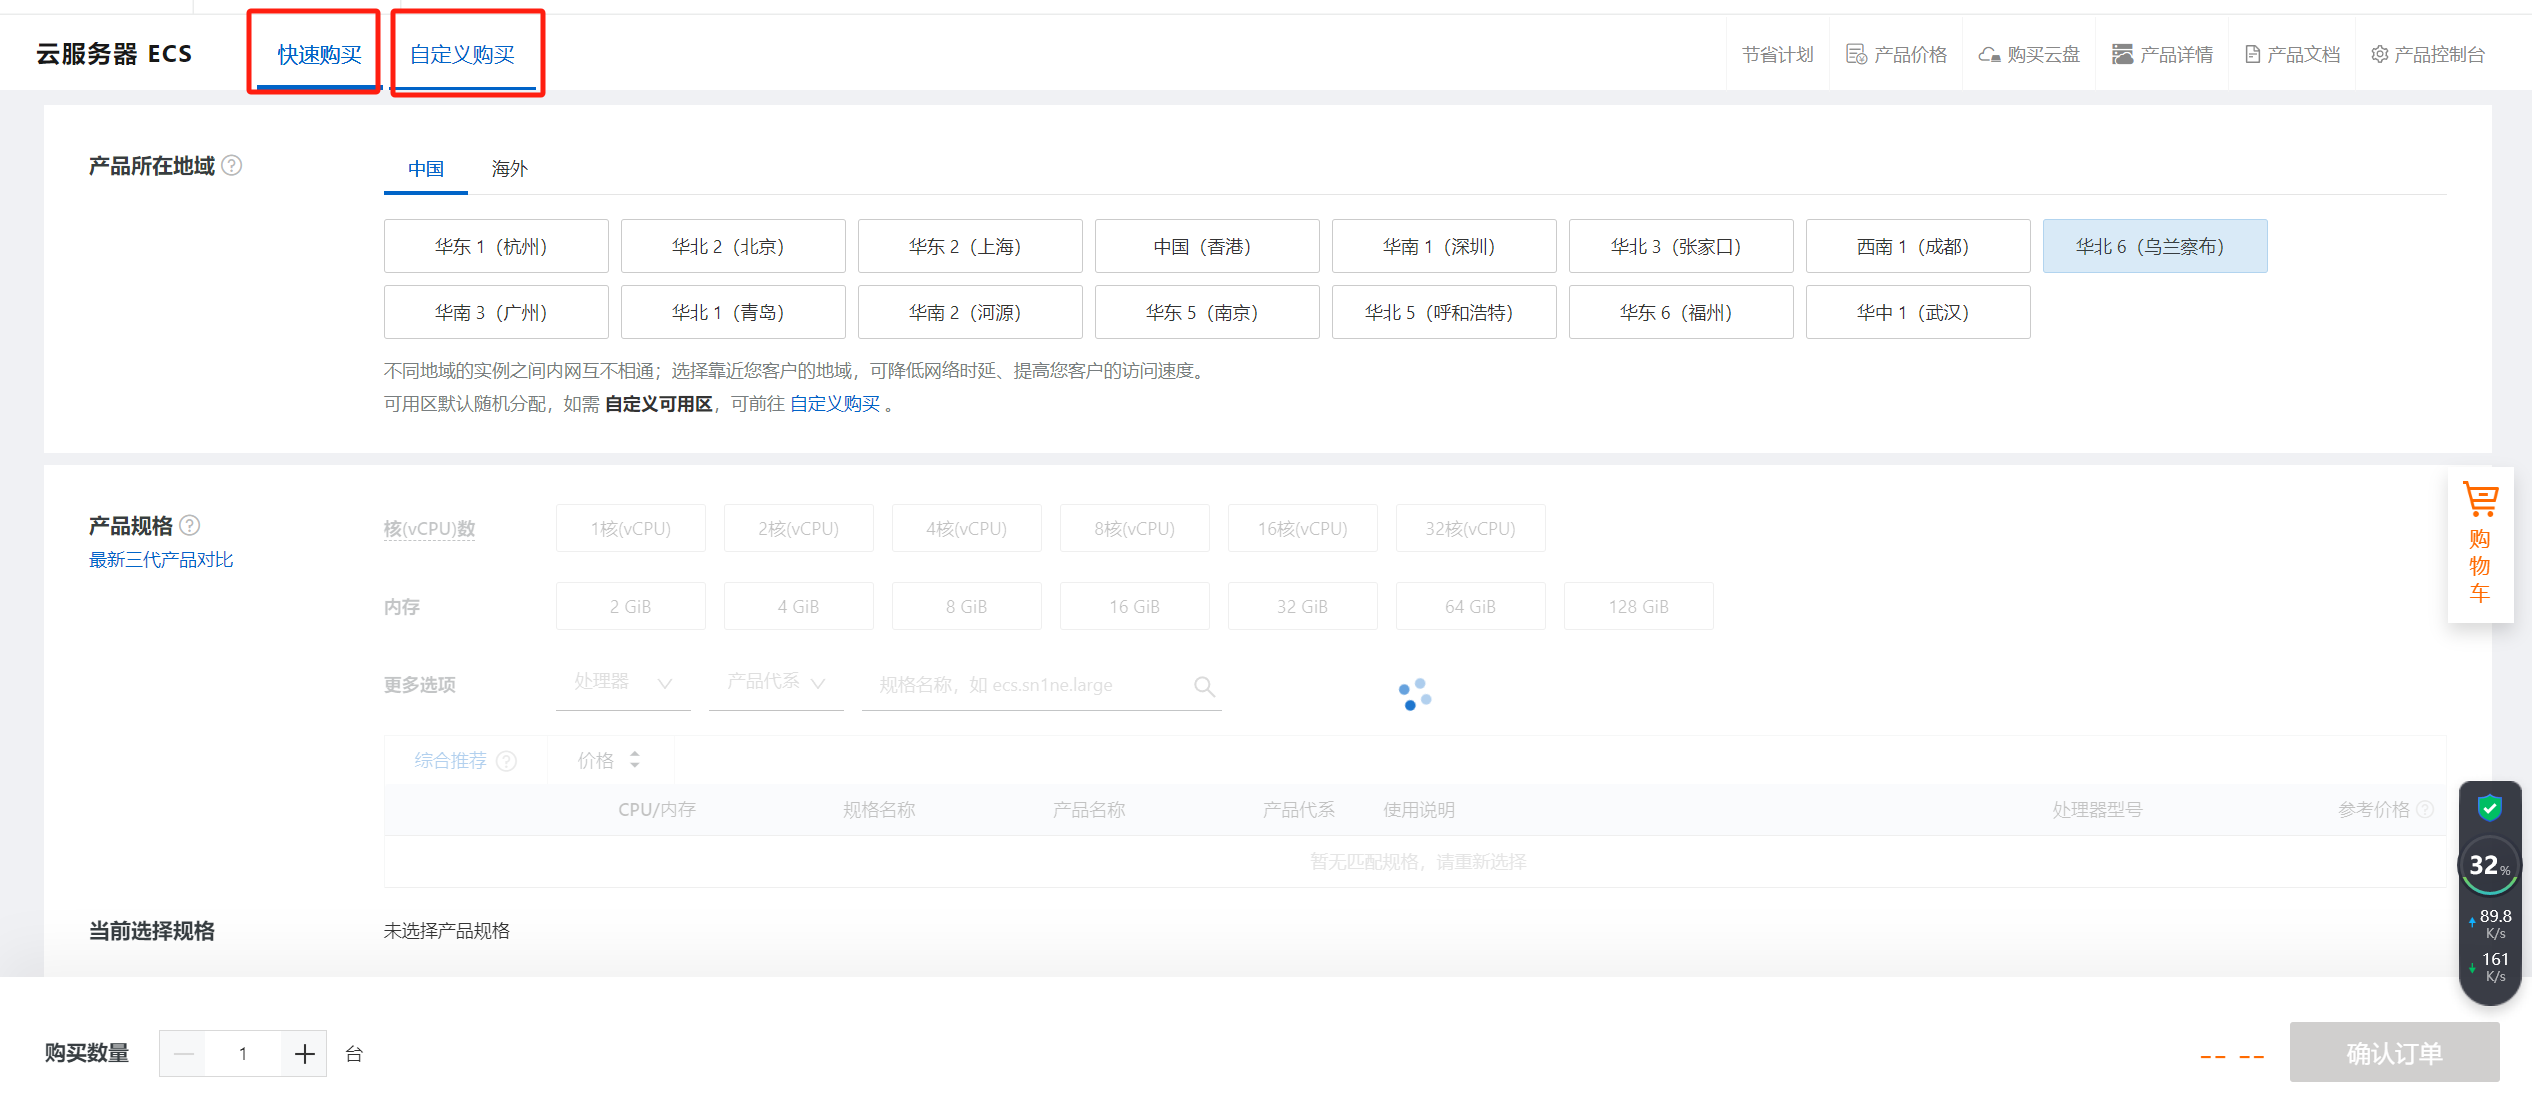 云服务器 ECS
快速购买
自定义购买
节省计划
产品价格
购买云盘
产品详情
产品文档
产品控制台
产品所在地域
中国
海外
华东 1（杭州）
华北 2（北京）
华东 2（上海）
中国（香港）
华南 1（深圳）
华北 3（张家口）
西南 1（成都）
华北 6（乌兰察布）
华南 3（广州）
华北 1（青岛）
华南 2（河源）
华东 5（南京）
华北 5（呼和浩特）
华东 6（福州）
华中 1（武汉）
不同地域的实例之间内网互不相通；选择靠近您客户的地域，可降低网络时延、提高您客户的访问速度。
可用区默认随机分配，如需 自定义可用区，可前往 自定义购买 。
产品规格
最新三代产品对比
核(vCPU)数
1核(vCPU)
2核(vCPU)
4核(vCPU)
8核(vCPU)
16核(vCPU)
32核(vCPU)
内存
2 GiB
4 GiB
8 GiB
16 GiB
32 GiB
64 GiB
128 GiB
更多选项
处理器
产品代系
规格名称，如 ecs.sn1ne.large
综合推荐
价格
CPU/内存
规格名称
产品名称
产品代系
使用说明
处理器型号
参考价格
暂无匹配规格，请重新选择
当前选择规格
未选择产品规格
购物车
32%
89.8
K/s
161
K/s
购买数量
1
台
-- --
确认订单